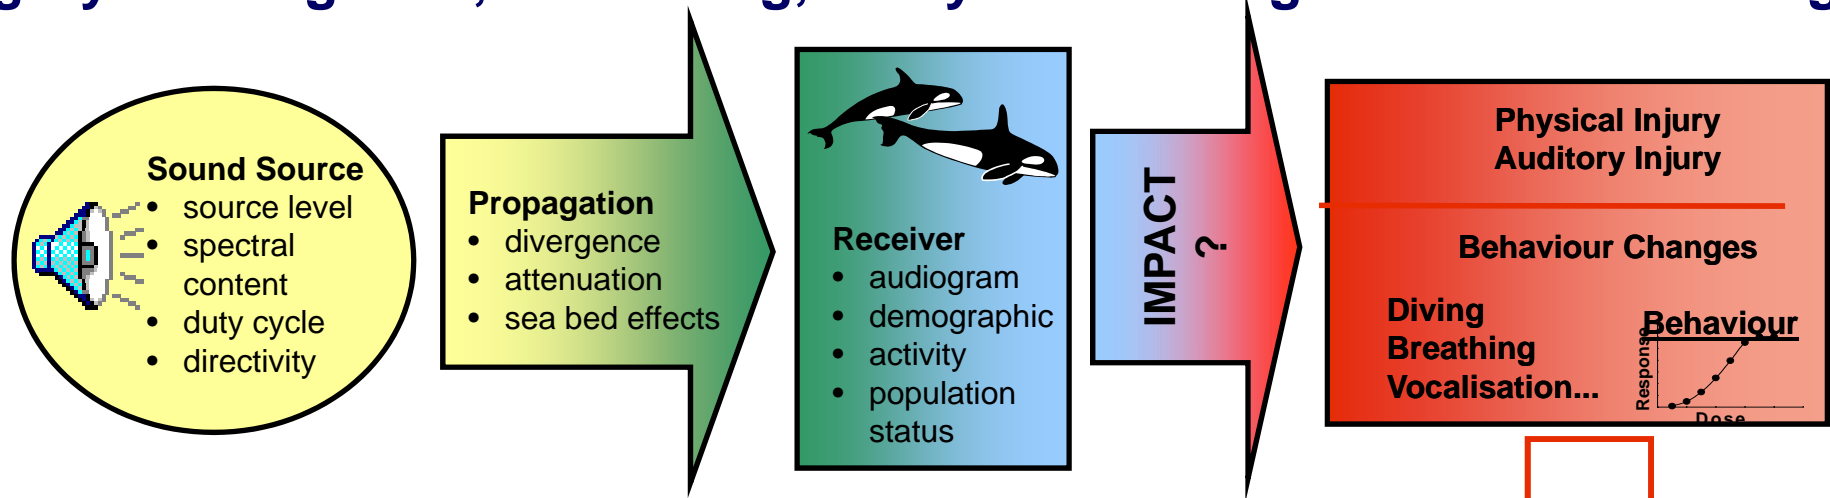 Sound Source
• source level
• spectral
content
• duty cycle
• directivity
Propagation
• divergence
• attenuation
• sea bed effects
Receiver
• audiogram
• demographic
• activity
• population
status
IMPACT
?
Physical Injury
Auditory Injury
Behaviour Changes
Diving
Breathing
Vocalisation...
Behaviour
Response
Dose